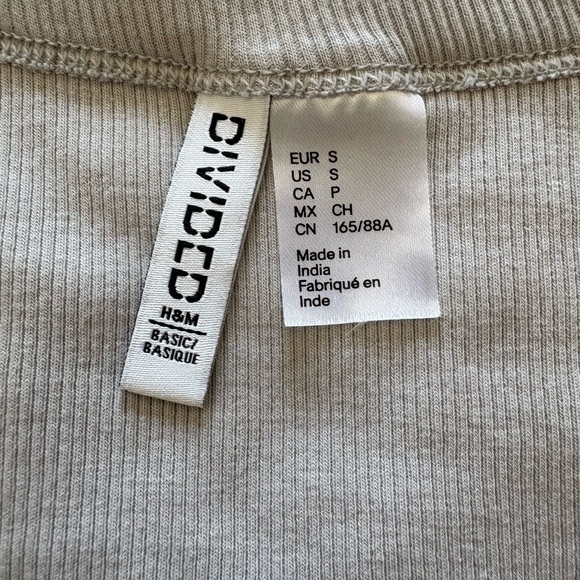 DIVIDED
H&M
BASIC/
BASIQUE
EUR S
US S
CA P
MX CH
CN 165/88A
Made in
India
Fabriqué en
Inde